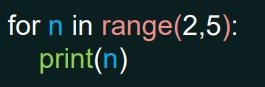 for n in range(2,5):
    print(n)